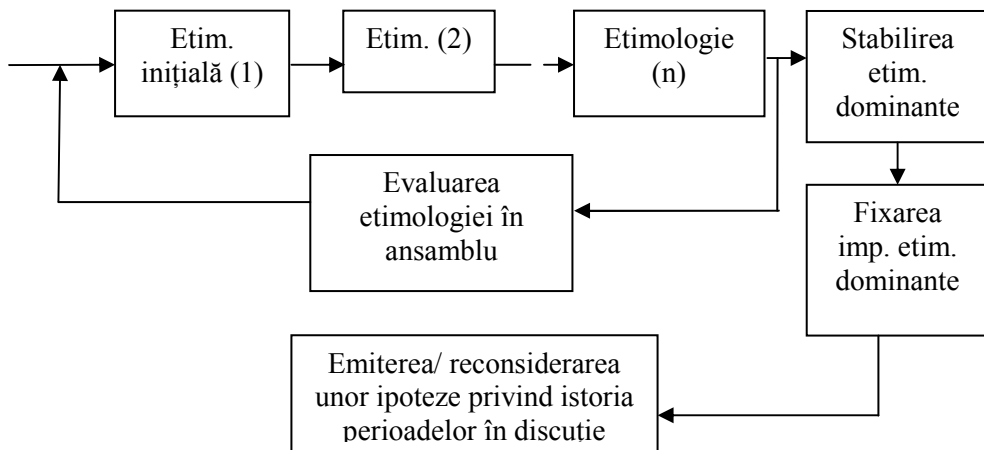 Etim.
inițială (1)
Etim. (2)
Etimologie
(n)
Stabilirea
etim.
dominante
Evaluarea
etimologiei în
ansamblu
Fixarea
imp. etim.
dominante
Emiterea/ reconsiderarea
unor ipoteze privind istoria
perioadelor în discuție